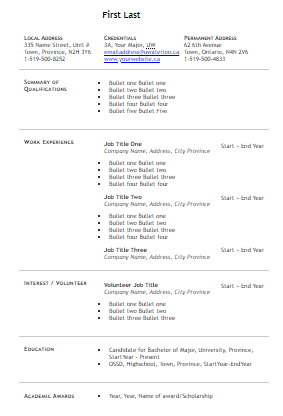 First Last
LOCAL ADDRESS CREDENTIALS PERMANENT ADDRESS
335 Name Street, Unit # 3A, Your Major, UW 62 6th Avenue
Town, Province, N2H 3Y6 emailaddress@uwaterloo.ca Town, Ontario, N4N 2V6
1-519-500-8252 www.yourwebsite.ca 1-519-500-4833
SUMMARY OF QUALIFICATIONS
• Bullet one Bullet one
• Bullet two Bullet two
• Bullet three Bullet three
• Bullet four Bullet four
• Bullet five Bullet Five
WORK EXPERIENCE
Job Title One Start – End Year
Company Name, Address, City Province
• Bullet one Bullet one
• Bullet two Bullet two
• Bullet three Bullet three
• Bullet four Bullet four
Job Title Two Start – End Year
Company Name, Address, City Province
• Bullet one Bullet one
• Bullet two Bullet two
• Bullet three Bullet three
• Bullet four Bullet four
Job Title Three Start – End Year
Company Name, Address, City Province
INTEREST / VOLUNTEER
Volunteer Job Title Start – End Year
Company Name, Address, City Province
• Bullet one Bullet one
• Bullet two Bullet two
• Bullet three Bullet three
EDUCATION
• Candidate for Bachelor of Major, University, Province,
StartYear - Present
• OSSD, Highschool, Town, Province, StartYear-EndYear
ACADEMIC AWARDS
• Year, Year, Name of award/Scholarship